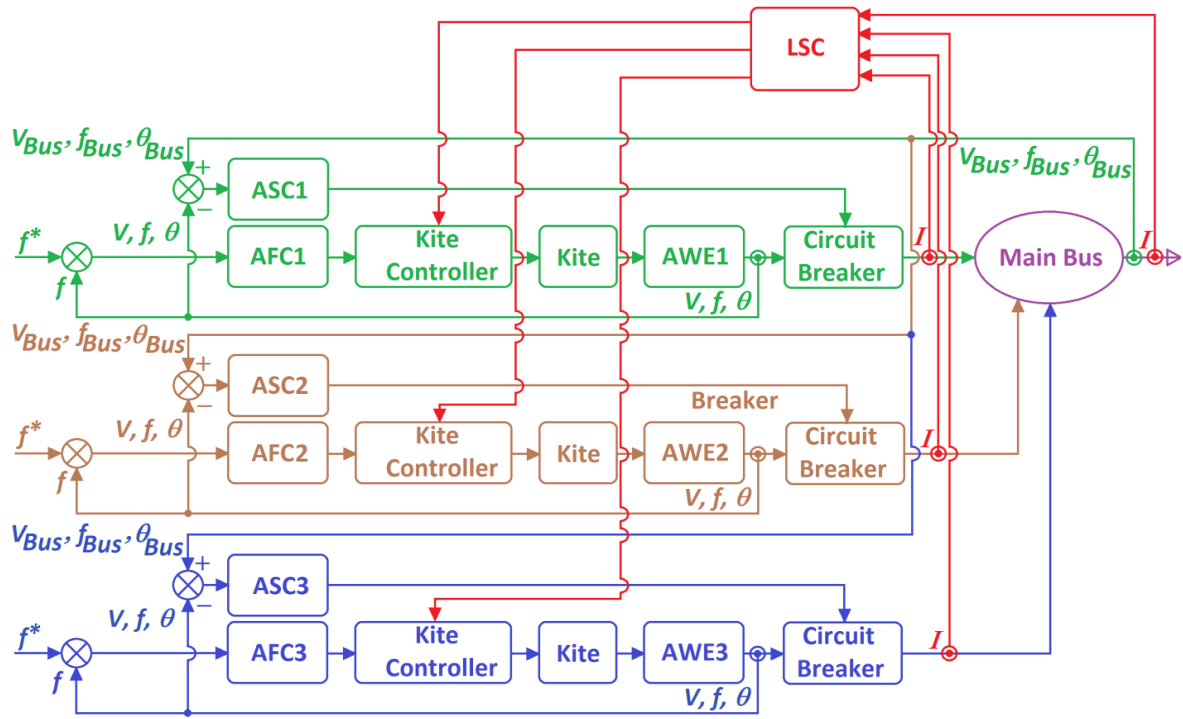 LSC
V_Bus, f_Bus, θ_Bus
+
ASC1
−
V_Bus, f_Bus, θ_Bus
f*
V, f, θ
AFC1
Kite
Controller
Kite
AWE1
Circuit
Breaker
I
Main Bus
I
f
V, f, θ
V_Bus, f_Bus, θ_Bus
+
ASC2
−
Breaker
f*
V, f, θ
AFC2
Kite
Controller
Kite
AWE2
Circuit
Breaker
I
f
V, f, θ
V_Bus, f_Bus, θ_Bus
+
ASC3
−
f*
V, f, θ
AFC3
Kite
Controller
Kite
AWE3
Circuit
Breaker
I
f
V, f, θ